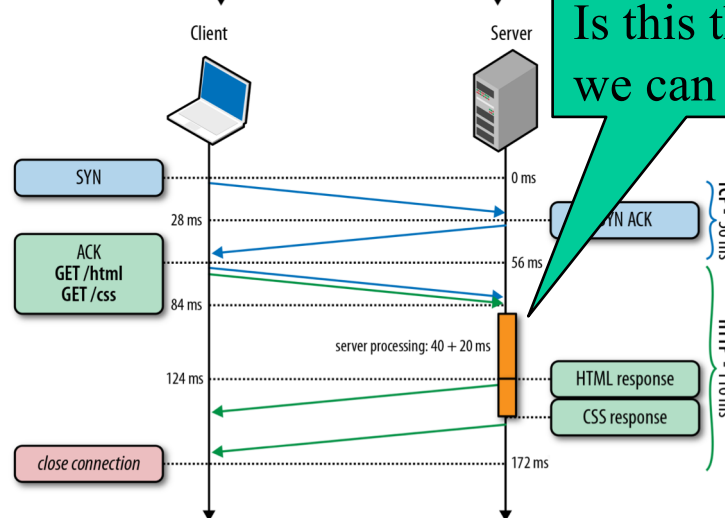 Client
Server
Is this
we can
SYN
0 ms
28 ms
YN ACK
ACK
GET /html
GET /css
56 ms
84 ms
server processing: 40 + 20 ms
124 ms
HTML response
CSS response
close connection
172 ms